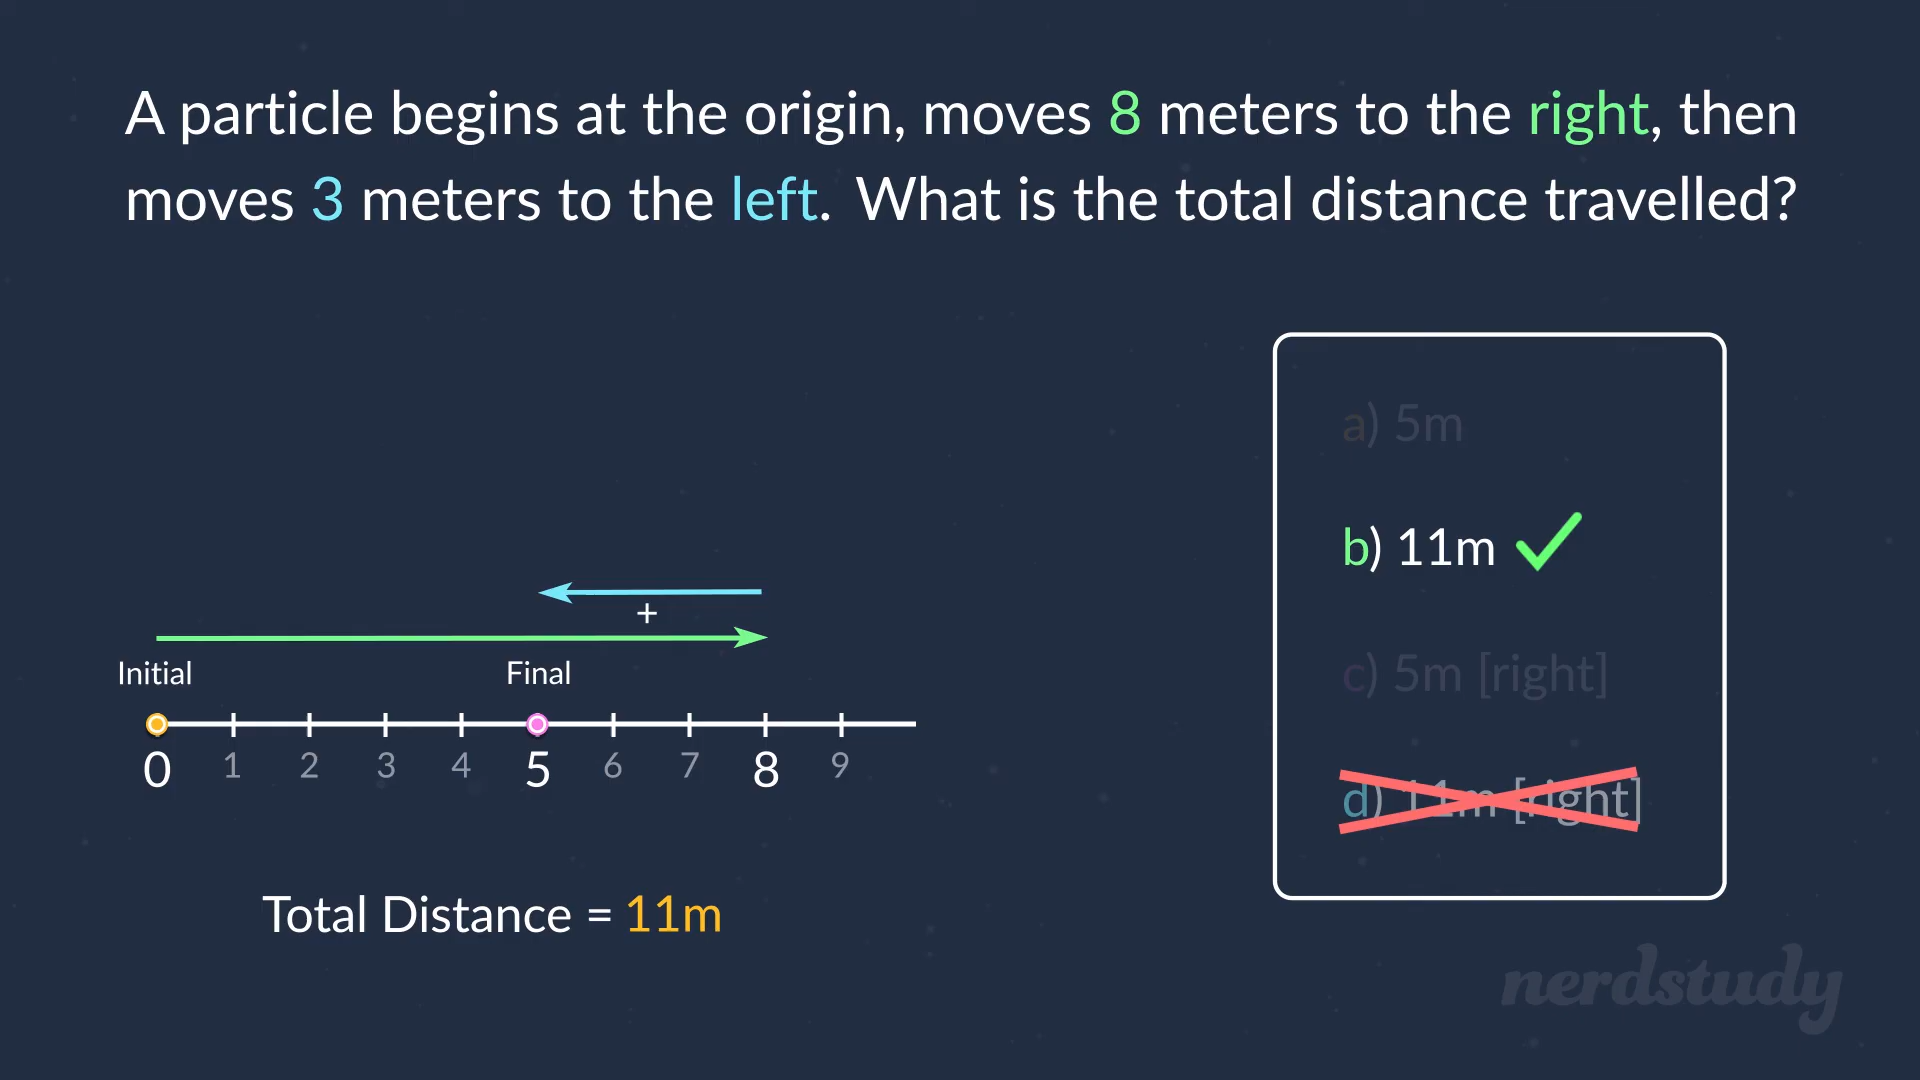 A particle begins at the origin, moves 8 meters to the right, then
moves 3 meters to the left. What is the total distance travelled?
a) 5m
b) 11m
c) 5m [right]
d) 11m [right]
+
Initial
Final
0 1 2 3 4 5 6 7 8 9
Total Distance = 11m
nerdstudy